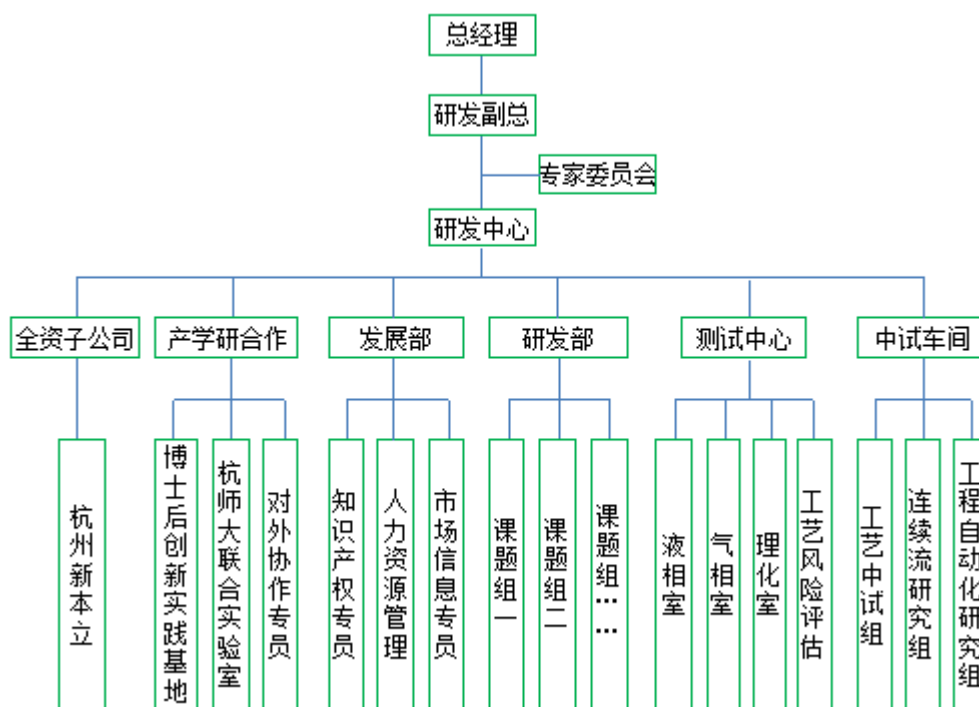 总经理
研发副总
专家委员会
研发中心
全资子公司
产学研合作
发展部
研发部
测试中心
中试车间
杭州新本立
博士后创新实践基地
杭师大联合实验室
对外协作专员
知识产权专员
人力资源管理
市场信息专员
课题组一
课题组二
课题组……
液相室
气相室
理化室
工艺风险评估
工艺中试组
连续流研究组
工程自动化研究组